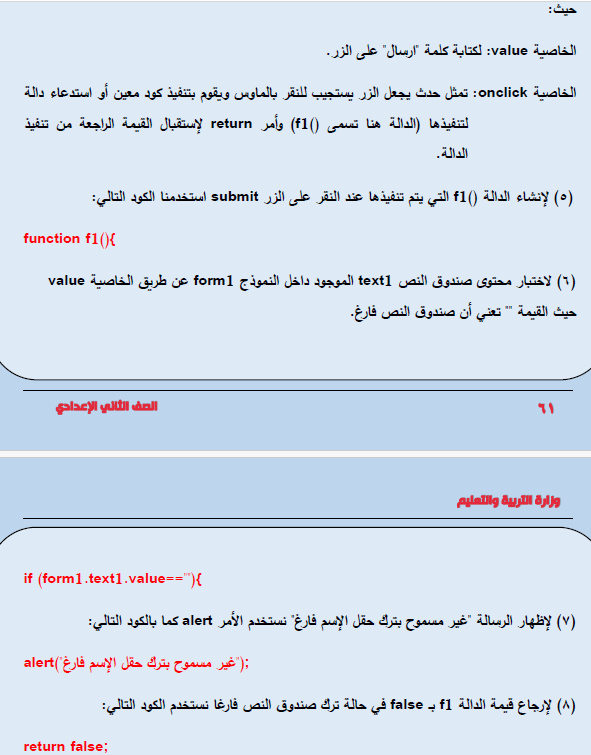 حيث:
الخاصية value: لكتابة كلمة "ارسال" على الزر.
الخاصية onclick: تمثل حدث يجعل الزر يستجيب للنقر بالماوس ويقوم بتنفيذ كود معين أو استدعاء دالة
لتنفيذها (الدالة هنا تسمى f1()) وأمر return لإستقبال القيمة الراجعة من تنفيذ
الدالة.
(٥) لإنشاء الدالة f1() التي يتم تنفيذها عند النقر على الزر submit استخدمنا الكود التالي:
function f1(){
(٦) لاختبار محتوى صندوق النص text1 الموجود داخل النموذج form1 عن طريق الخاصية value
حيث القيمة "" تعني أن صندوق النص فارغ.
٦١ الصف الثاني الإعدادي
وزارة التربية والتعليم
if (form1.text1.value==""){
(٧) لإظهار الرسالة "غير مسموح بترك حقل الإسم فارغ" نستخدم الأمر alert كما بالكود التالي:
alert("غير مسموح بترك حقل الإسم فارغ");
(٨) لإرجاع قيمة الدالة f1 بـ false في حالة ترك صندوق النص فارغا نستخدم الكود التالي:
return false;